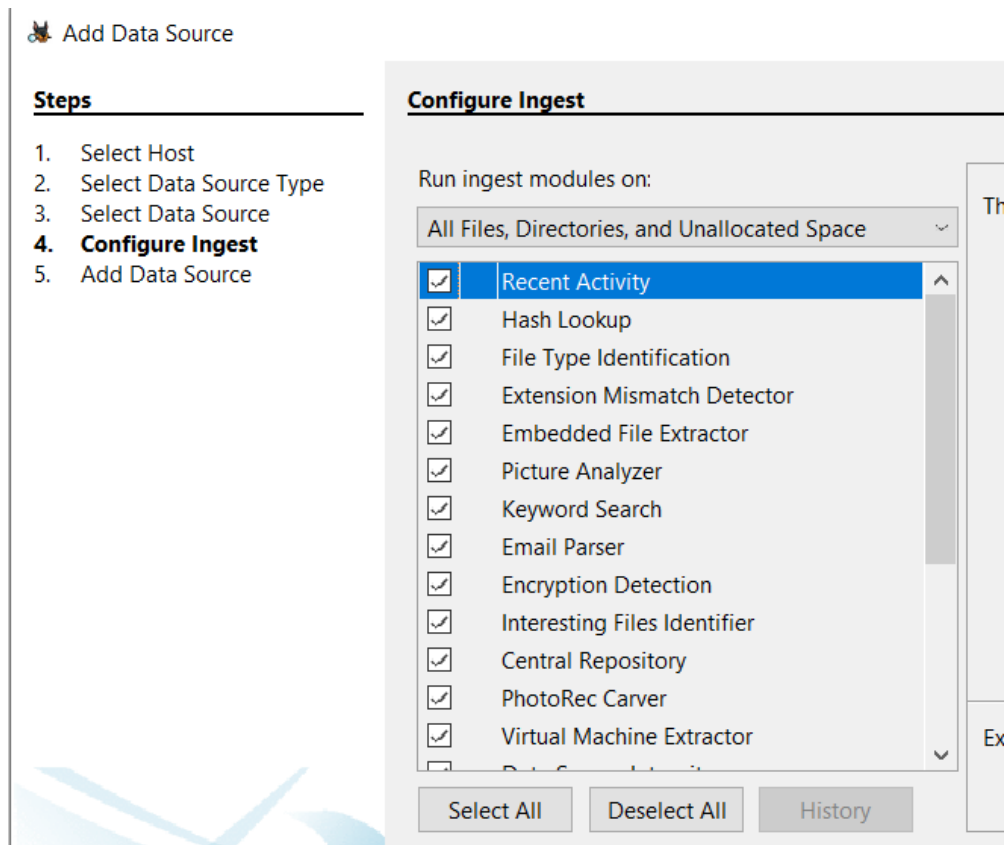 Add Data Source
Steps
1. Select Host
2. Select Data Source Type
3. Select Data Source
4. Configure Ingest
5. Add Data Source
Configure Ingest
Run ingest modules on:
All Files, Directories, and Unallocated Space
Recent Activity
Hash Lookup
File Type Identification
Extension Mismatch Detector
Embedded File Extractor
Picture Analyzer
Keyword Search
Email Parser
Encryption Detection
Interesting Files Identifier
Central Repository
PhotoRec Carver
Virtual Machine Extractor
Select All
Deselect All
History
Th
Ex